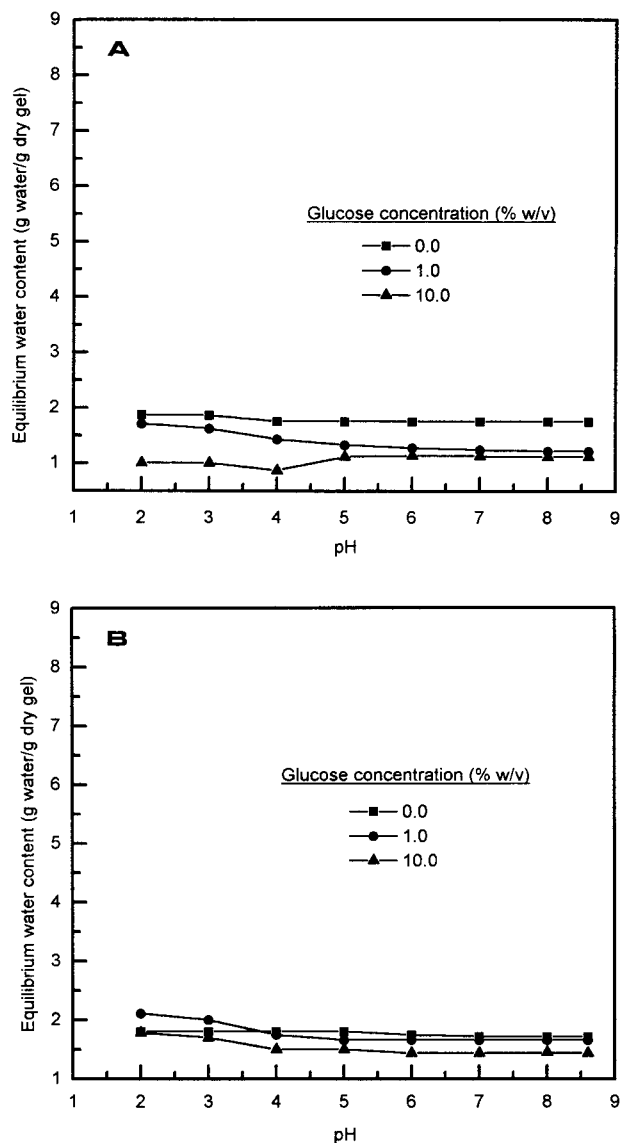 A
Equilibrium water content (g water/g dry gel)
9
8
7
6
5
4
3
2
1
Glucose concentration (% w/v)
0.0
1.0
10.0
1 2 3 4 5 6 7 8 9
pH
B
Equilibrium water content (g water/g dry gel)
9
8
7
6
5
4
3
2
1
Glucose concentration (% w/v)
0.0
1.0
10.0
1 2 3 4 5 6 7 8 9
pH